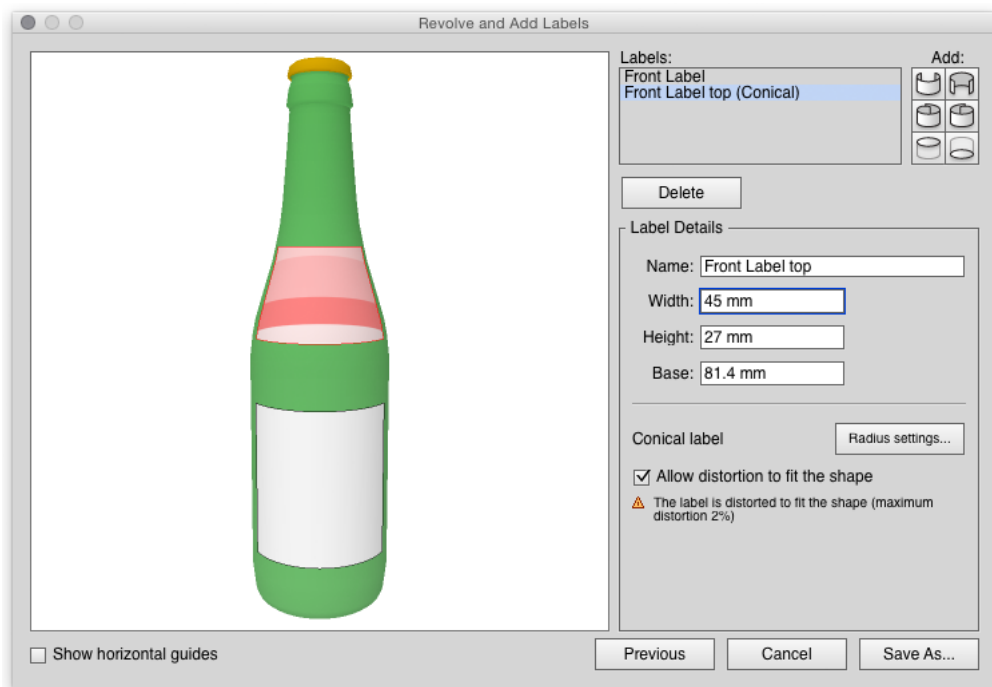 Revolve and Add Labels
Labels:
Add:
Front Label
Front Label top (Conical)
Delete
Label Details
Name: Front Label top
Width: 45 mm
Height: 27 mm
Base: 81.4 mm
Conical label
Radius settings...
Allow distortion to fit the shape
The label is distorted to fit the shape (maximum
distortion 2%)
Show horizontal guides
Previous
Cancel
Save As...